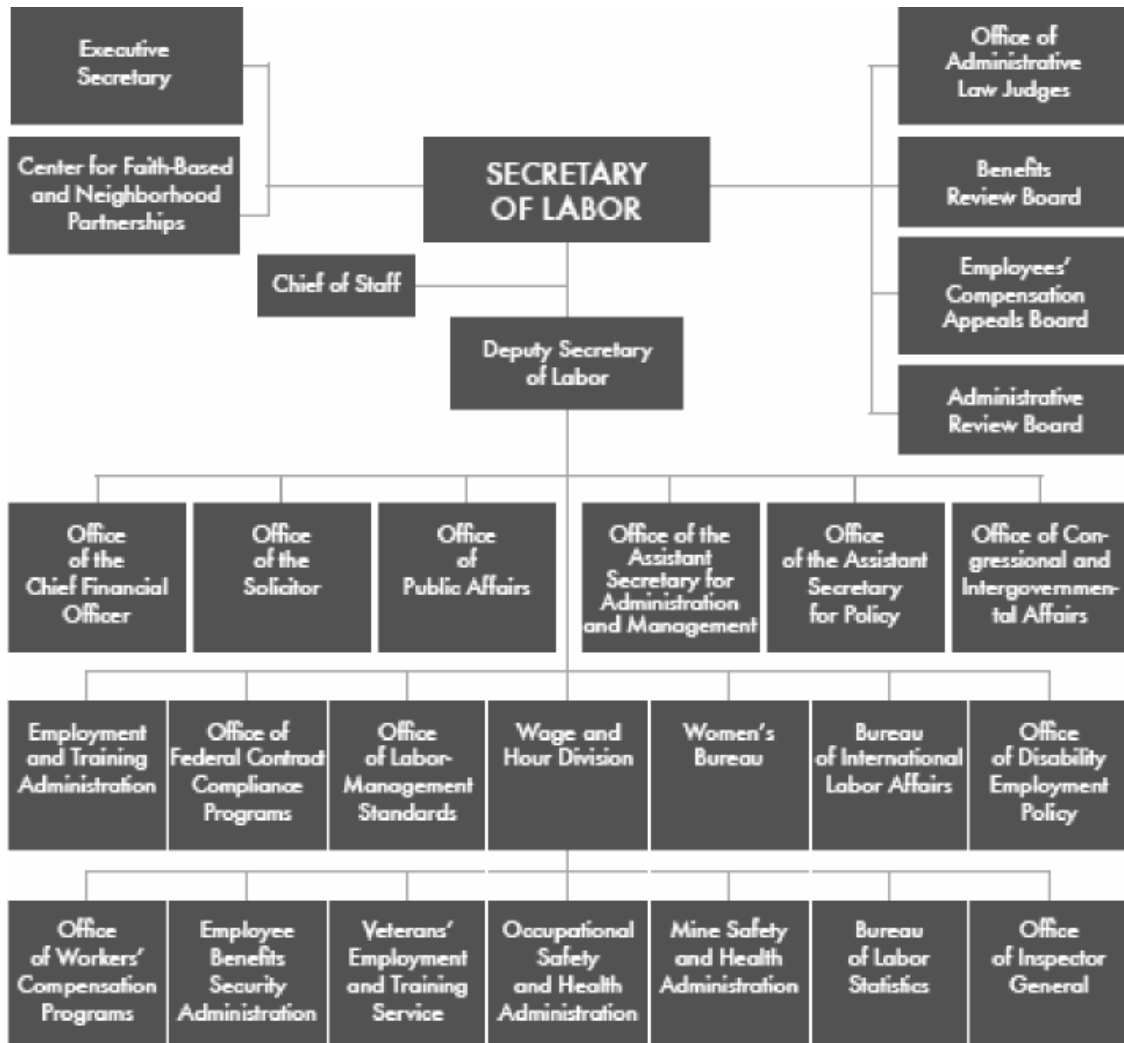 Executive
Secretary
Center for Faith-Based
and Neighborhood
Partnerships
SECRETARY
OF LABOR
Office of
Administrative
Law Judges
Benefits
Review Board
Employees'
Compensation
Appeals Board
Administrative
Review Board
Chief of Staff
Deputy Secretary
of Labor
Office
of the
Chief Financial
Officer
Office
of the
Solicitor
Office
of
Public Affairs
Office of the
Assistant
Secretary for
Administration
and Management
Office
of the Assistant
Secretary
for Policy
Office of Con-
gressional and
Intergovernmen-
tal Affairs
Employment
and Training
Administration
Office of
Federal Contract
Compliance
Programs
Office
of Labor-
Management
Standards
Wage and
Hour Division
Women's
Bureau
Bureau
of International
Labor Affairs
Office
of Disability
Employment
Policy
Office
of Workers'
Compensation
Programs
Employee
Benefits
Security
Administration
Veterans'
Employment
and Training
Service
Occupational
Safety
and Health
Administration
Mine Safety
and Health
Administration
Bureau
of Labor
Statistics
Office
of Inspector
General